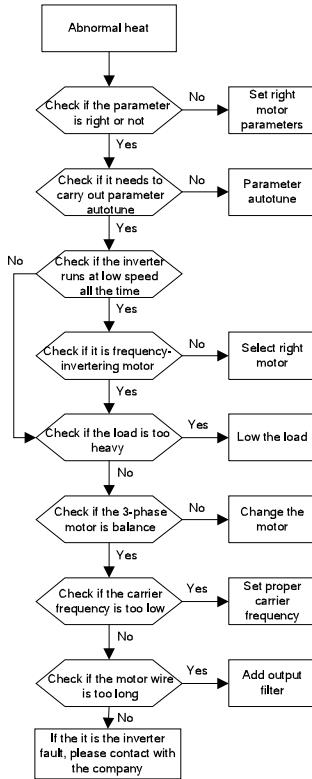 Abnormal heat
Check if the parameter
is right or not
No
Set right
motor
parameters
Yes
Check if it needs to
carry out parameter
autotune
No
Parameter
autotune
Yes
No
Check if the inverter
runs at low speed
all the time
Yes
Check if it is frequency-
invertering motor
No
Select right
motor
Yes
Check if the load is too
heavy
Yes
Low the load
No
Check if the 3-phase
motor is balance
No
Change the
motor
Yes
Check if the carrier
frequency is too low
Yes
Set proper
carrier
frequency
No
Check if the motor wire
is too long
Yes
Add output
filter
No
If the it is the inverter
fault, please contact with
the company